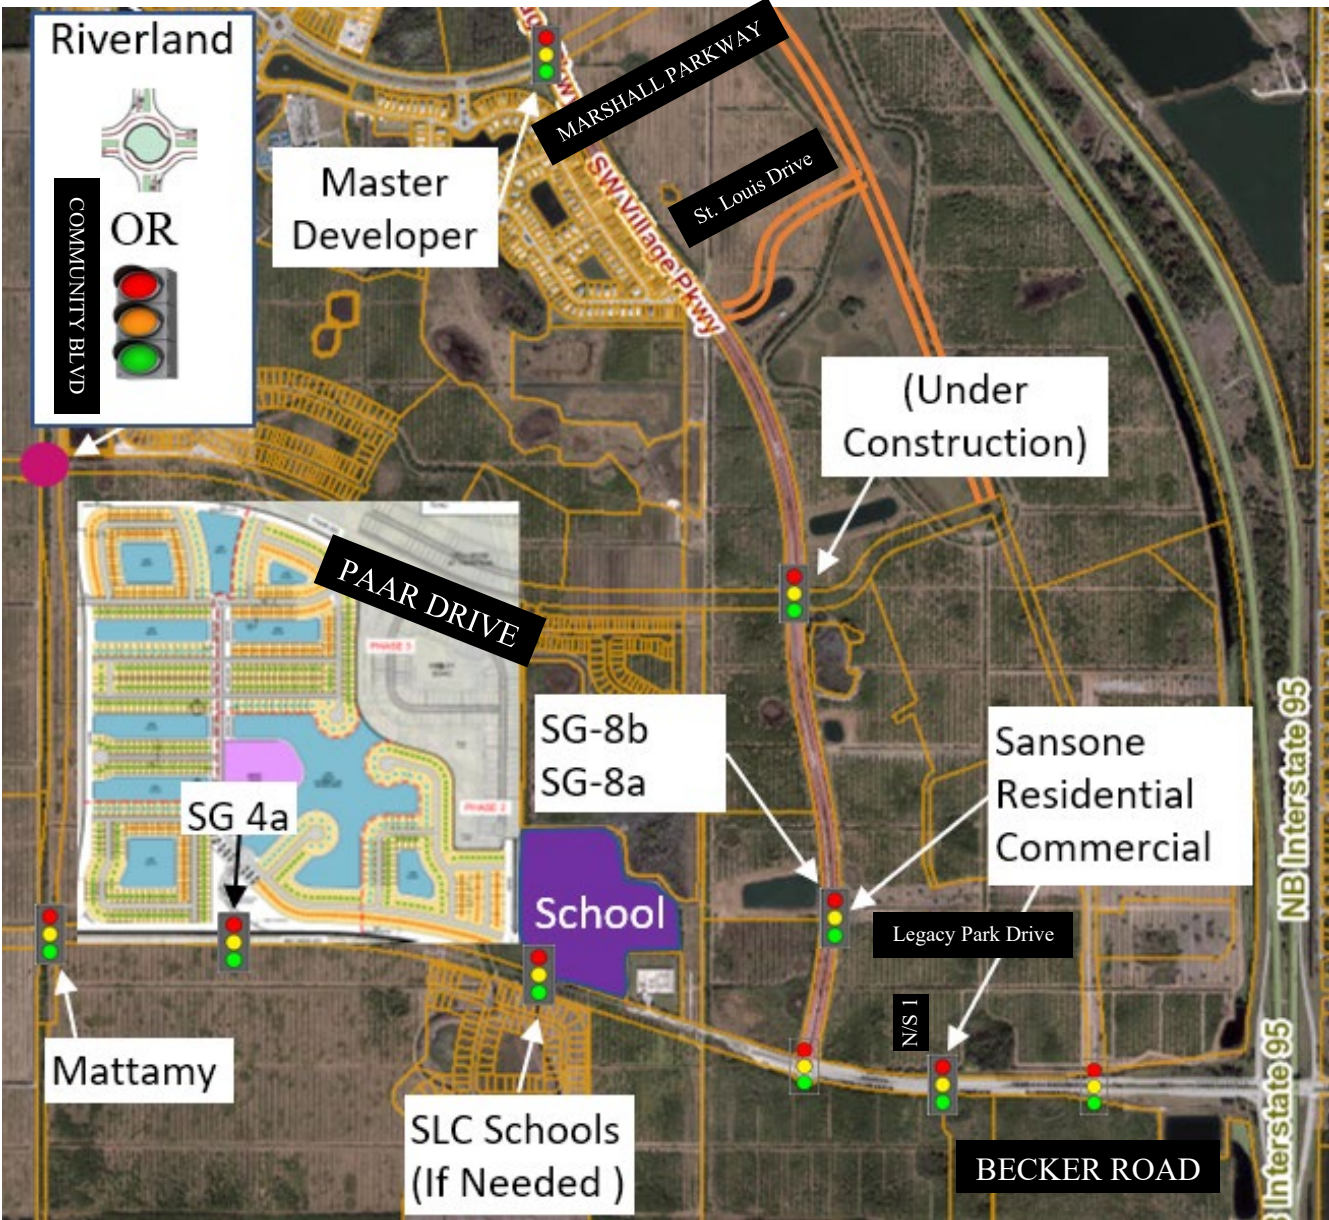 Riverland
OR
COMMUNITY BLVD
MARSHALL PARKWAY
St. Louis Drive
Master
Developer
SW Village Pkwy
(Under
Construction)
PAAR DRIVE
PHASE 3
SG-8b
SG-8a
Sansone
Residential
Commercial
NB Interstate 95
SG 4a
School
Legacy Park Drive
N/S 1
Mattamy
SLC Schools
(If Needed )
BECKER ROAD
Interstate 95